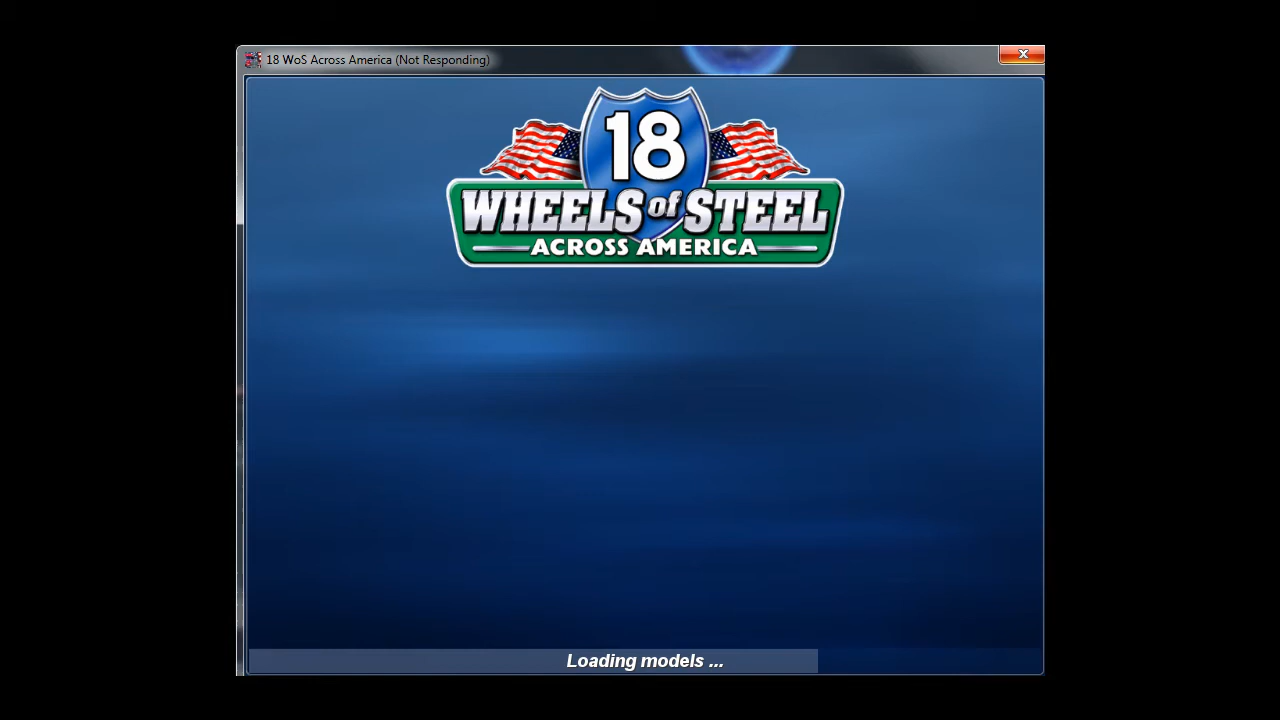 18 WoS Across America (Not Responding)
18
WHEELS of STEEL
ACROSS AMERICA
Loading models ...